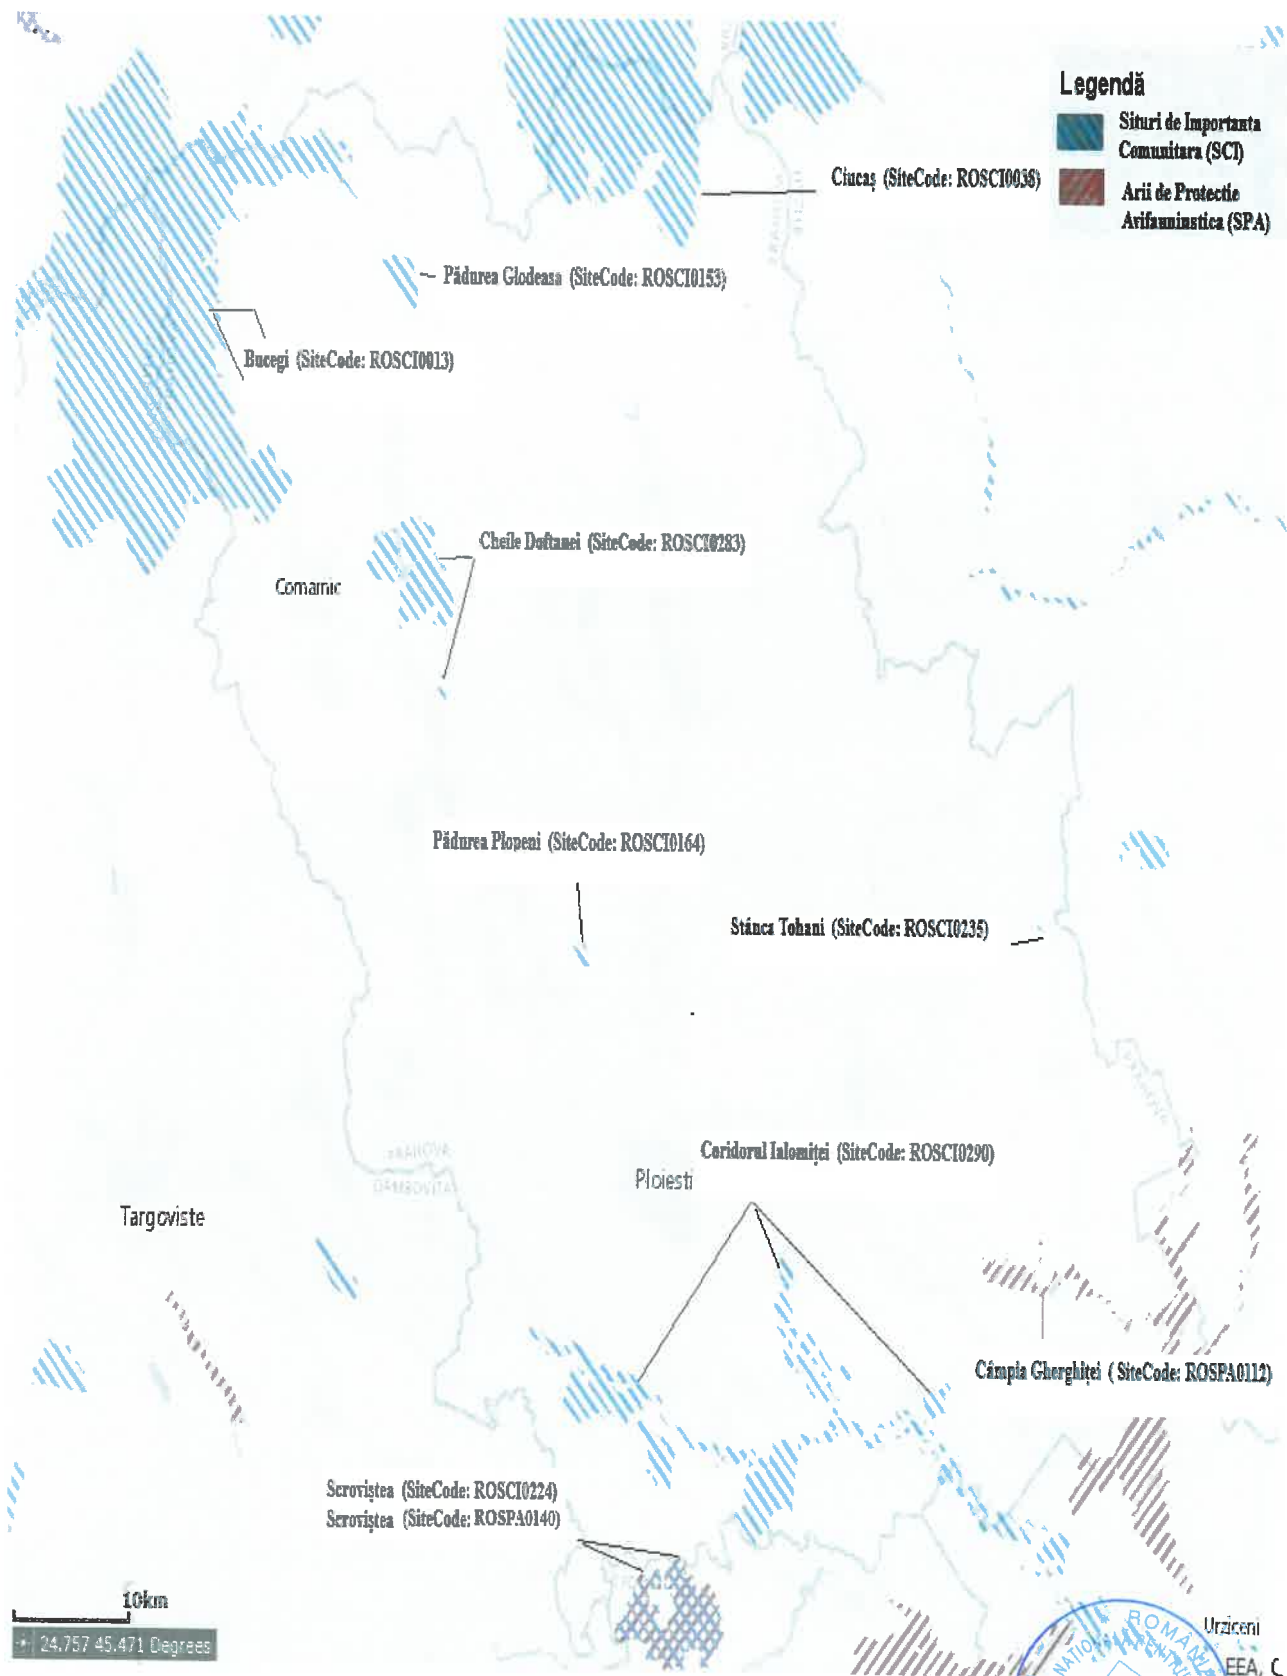 Legendă
Situri de Importanta
Comunitara (SCI)
Arii de Protectie
Avifauninstica (SPA)
Ciucaş (SiteCode: ROSCI0038)
Pădurea Glodeasa (SiteCode: ROSCI0153)
Bucegi (SiteCode: ROSCI0013)
Cheile Doftanei (SiteCode: ROSCI0283)
Comarnic
Pădurea Plopeni (SiteCode: ROSCI0164)
Stânca Tohani (SiteCode: ROSCI0235)
PRAHOVA
DAMBOVITA
Coridorul Ialomiţei (SiteCode: ROSCI0290)
Ploiesti
Targoviste
Câmpia Gherghiţei ( SiteCode: ROSPA0112)
Scroviştea (SiteCode: ROSCI0224)
Scroviştea (SiteCode: ROSPA0140)
10km
24.757 45.471 Degrees
ROMÂN
Urziceni
EEA, C